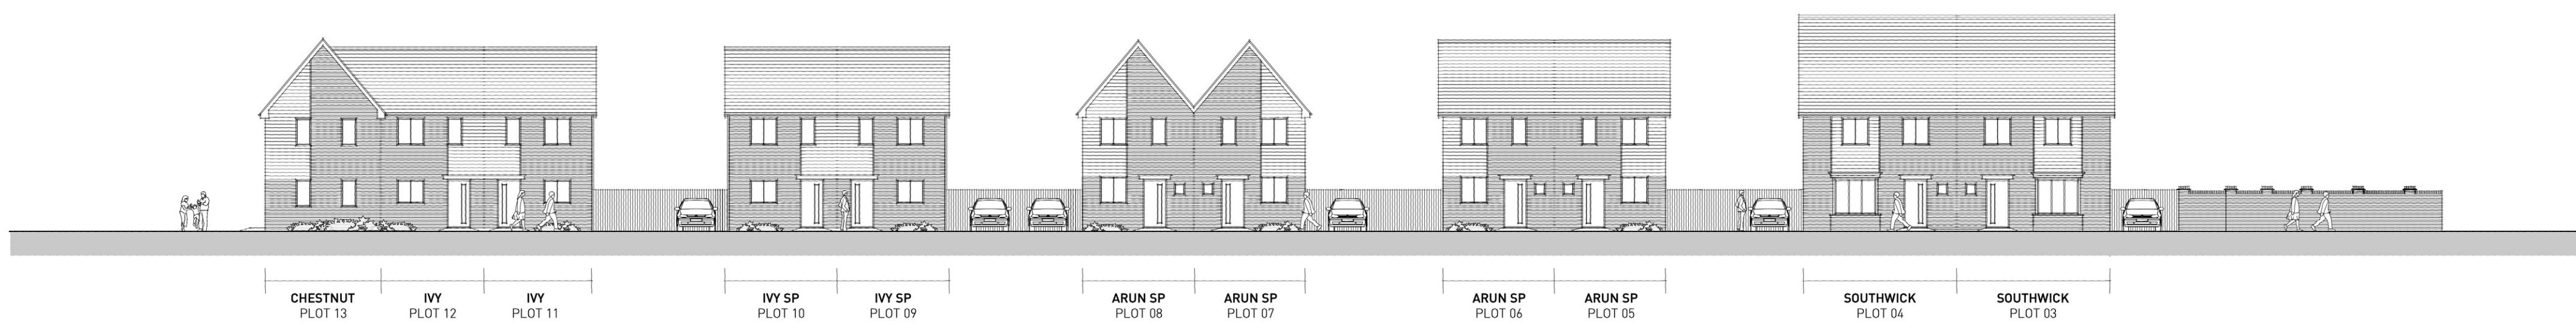 CHESTNUT
PLOT 13
IVY
PLOT 12
IVY
PLOT 11
IVY SP
PLOT 10
IVY SP
PLOT 09
ARUN SP
PLOT 08
ARUN SP
PLOT 07
ARUN SP
PLOT 06
ARUN SP
PLOT 05
SOUTHWICK
PLOT 04
SOUTHWICK
PLOT 03